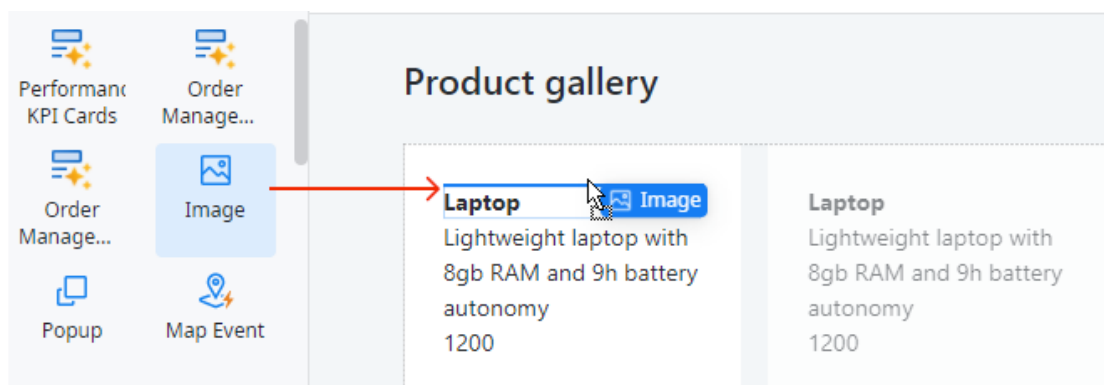 Performanc
KPI Cards
Order
Manage...
Order
Manage...
Image
Popup
Map Event
Product gallery
Laptop
Image
Lightweight laptop with
8gb RAM and 9h battery
autonomy
1200
Laptop
Lightweight laptop with
8gb RAM and 9h battery
autonomy
1200